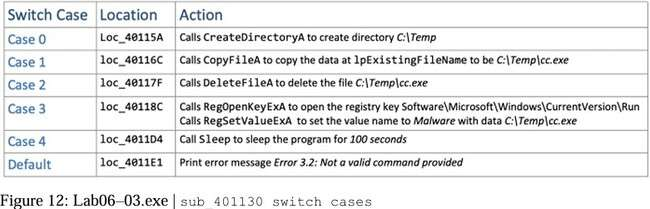 Switch Case Location Action
Case 0 Loc_40115A Calls CreateDirectoryA to create directory C:\Temp
Case 1 loc_40116C Calls CopyFileA to copy the data at lpExistingFileName to be C:\Temp\cc.exe
Case 2 loc_40117F Calls DeleteFileA to delete the file C:\Temp\cc.exe
Case 3 loc_40118C Calls RegOpenKeyExA to open the registry key Software\Microsoft\Windows\CurrentVersion\Run
Calls RegSetValueExA to set the value name to Malware with data C:\Temp\cc.exe
Case 4 loc_4011D4 Call Sleep to sleep the program for 100 seconds
Default loc_4011E1 Print error message Error 3.2: Not a valid command provided
Figure 12: Lab06–03.exe | sub_401130 switch cases